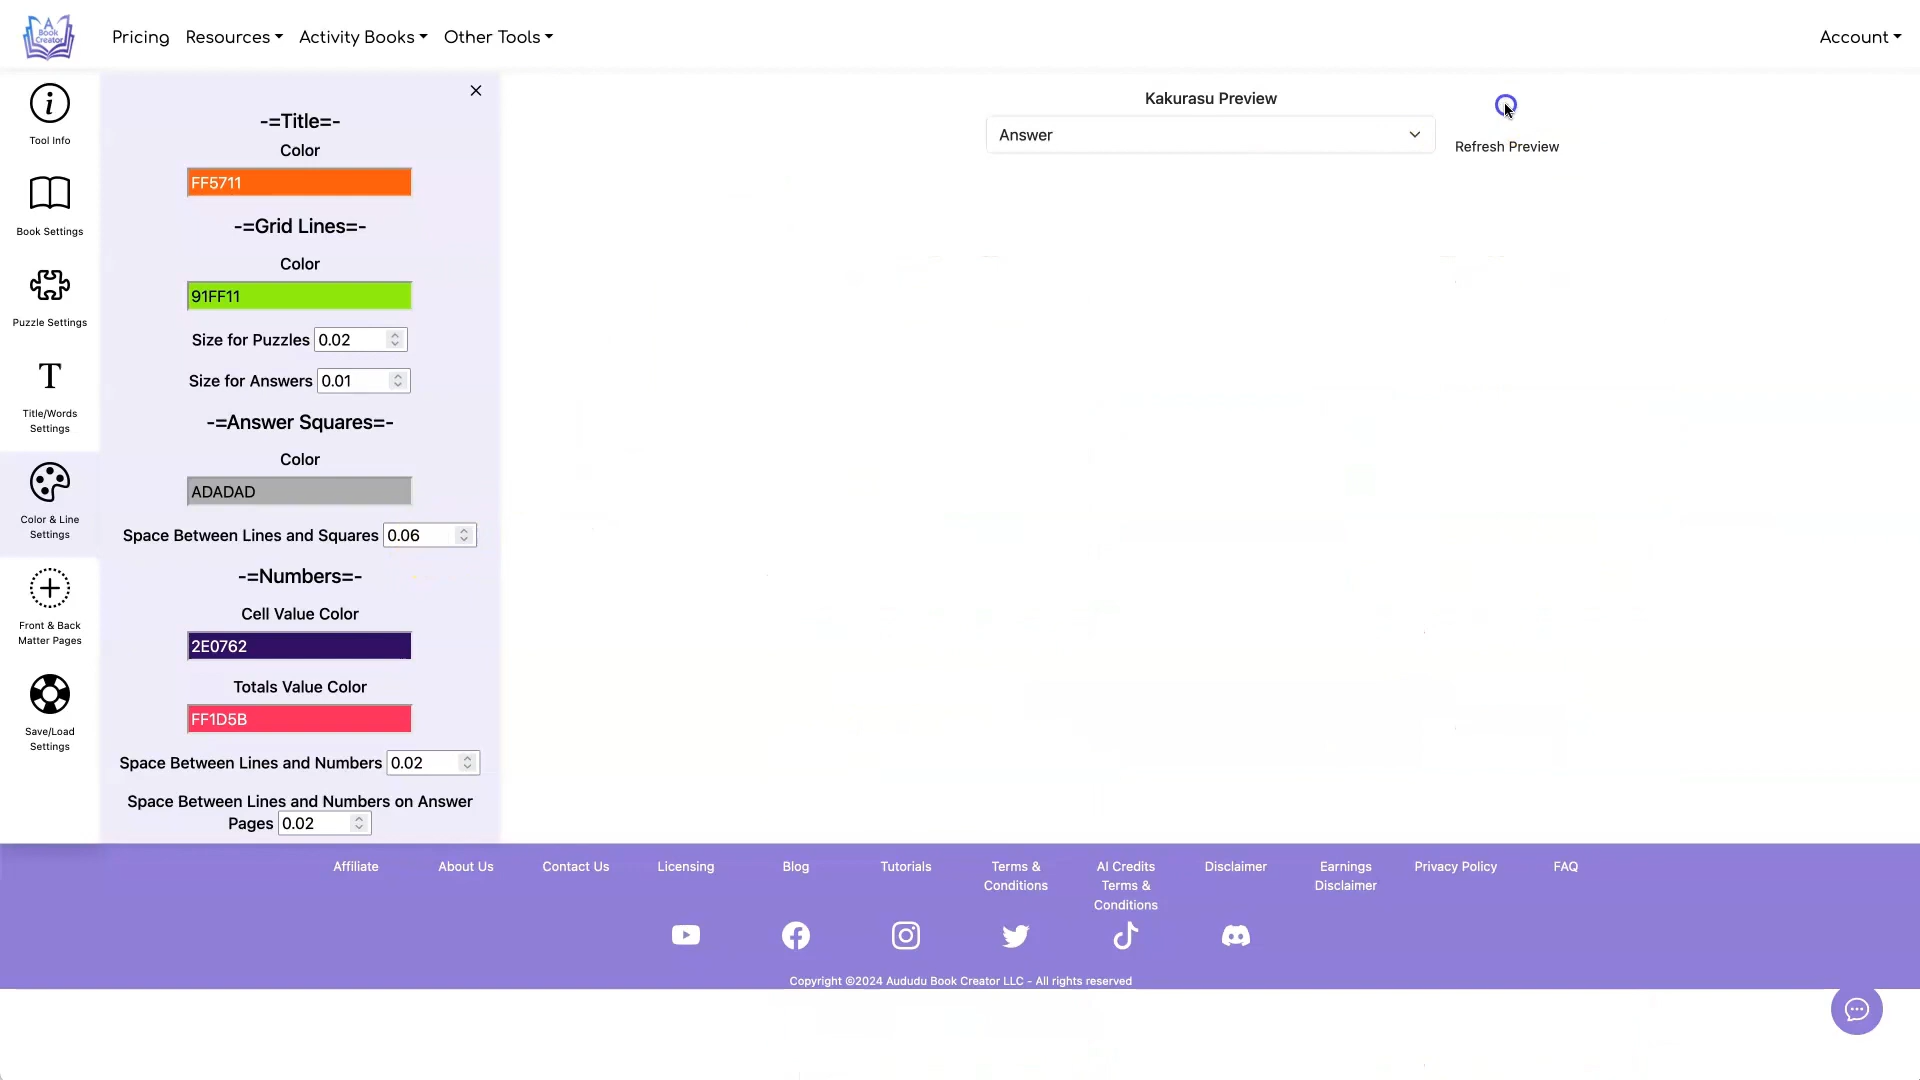 A
Book
Creator
Pricing
Resources
Activity Books
Other Tools
Account
Tool Info
Book Settings
Puzzle Settings
T
Title/Words
Settings
Color & Line
Settings
Front & Back
Matter Pages
Save/Load
Settings
-=Title=-
Color
FF5711
-=Grid Lines=-
Color
91FF11
Size for Puzzles 0.02
Size for Answers 0.01
-=Answer Squares=-
Color
ADADAD
Space Between Lines and Squares 0.06
-=Numbers=-
Cell Value Color
2E0762
Totals Value Color
FF1D5B
Space Between Lines and Numbers 0.02
Space Between Lines and Numbers on Answer
Pages 0.02
Kakurasu Preview
Answer
Refresh Preview
Affiliate
About Us
Contact Us
Licensing
Blog
Tutorials
Terms &
Conditions
AI Credits
Terms &
Conditions
Disclaimer
Earnings
Disclaimer
Privacy Policy
FAQ
Copyright ©2024 Aududu Book Creator LLC - All rights reserved